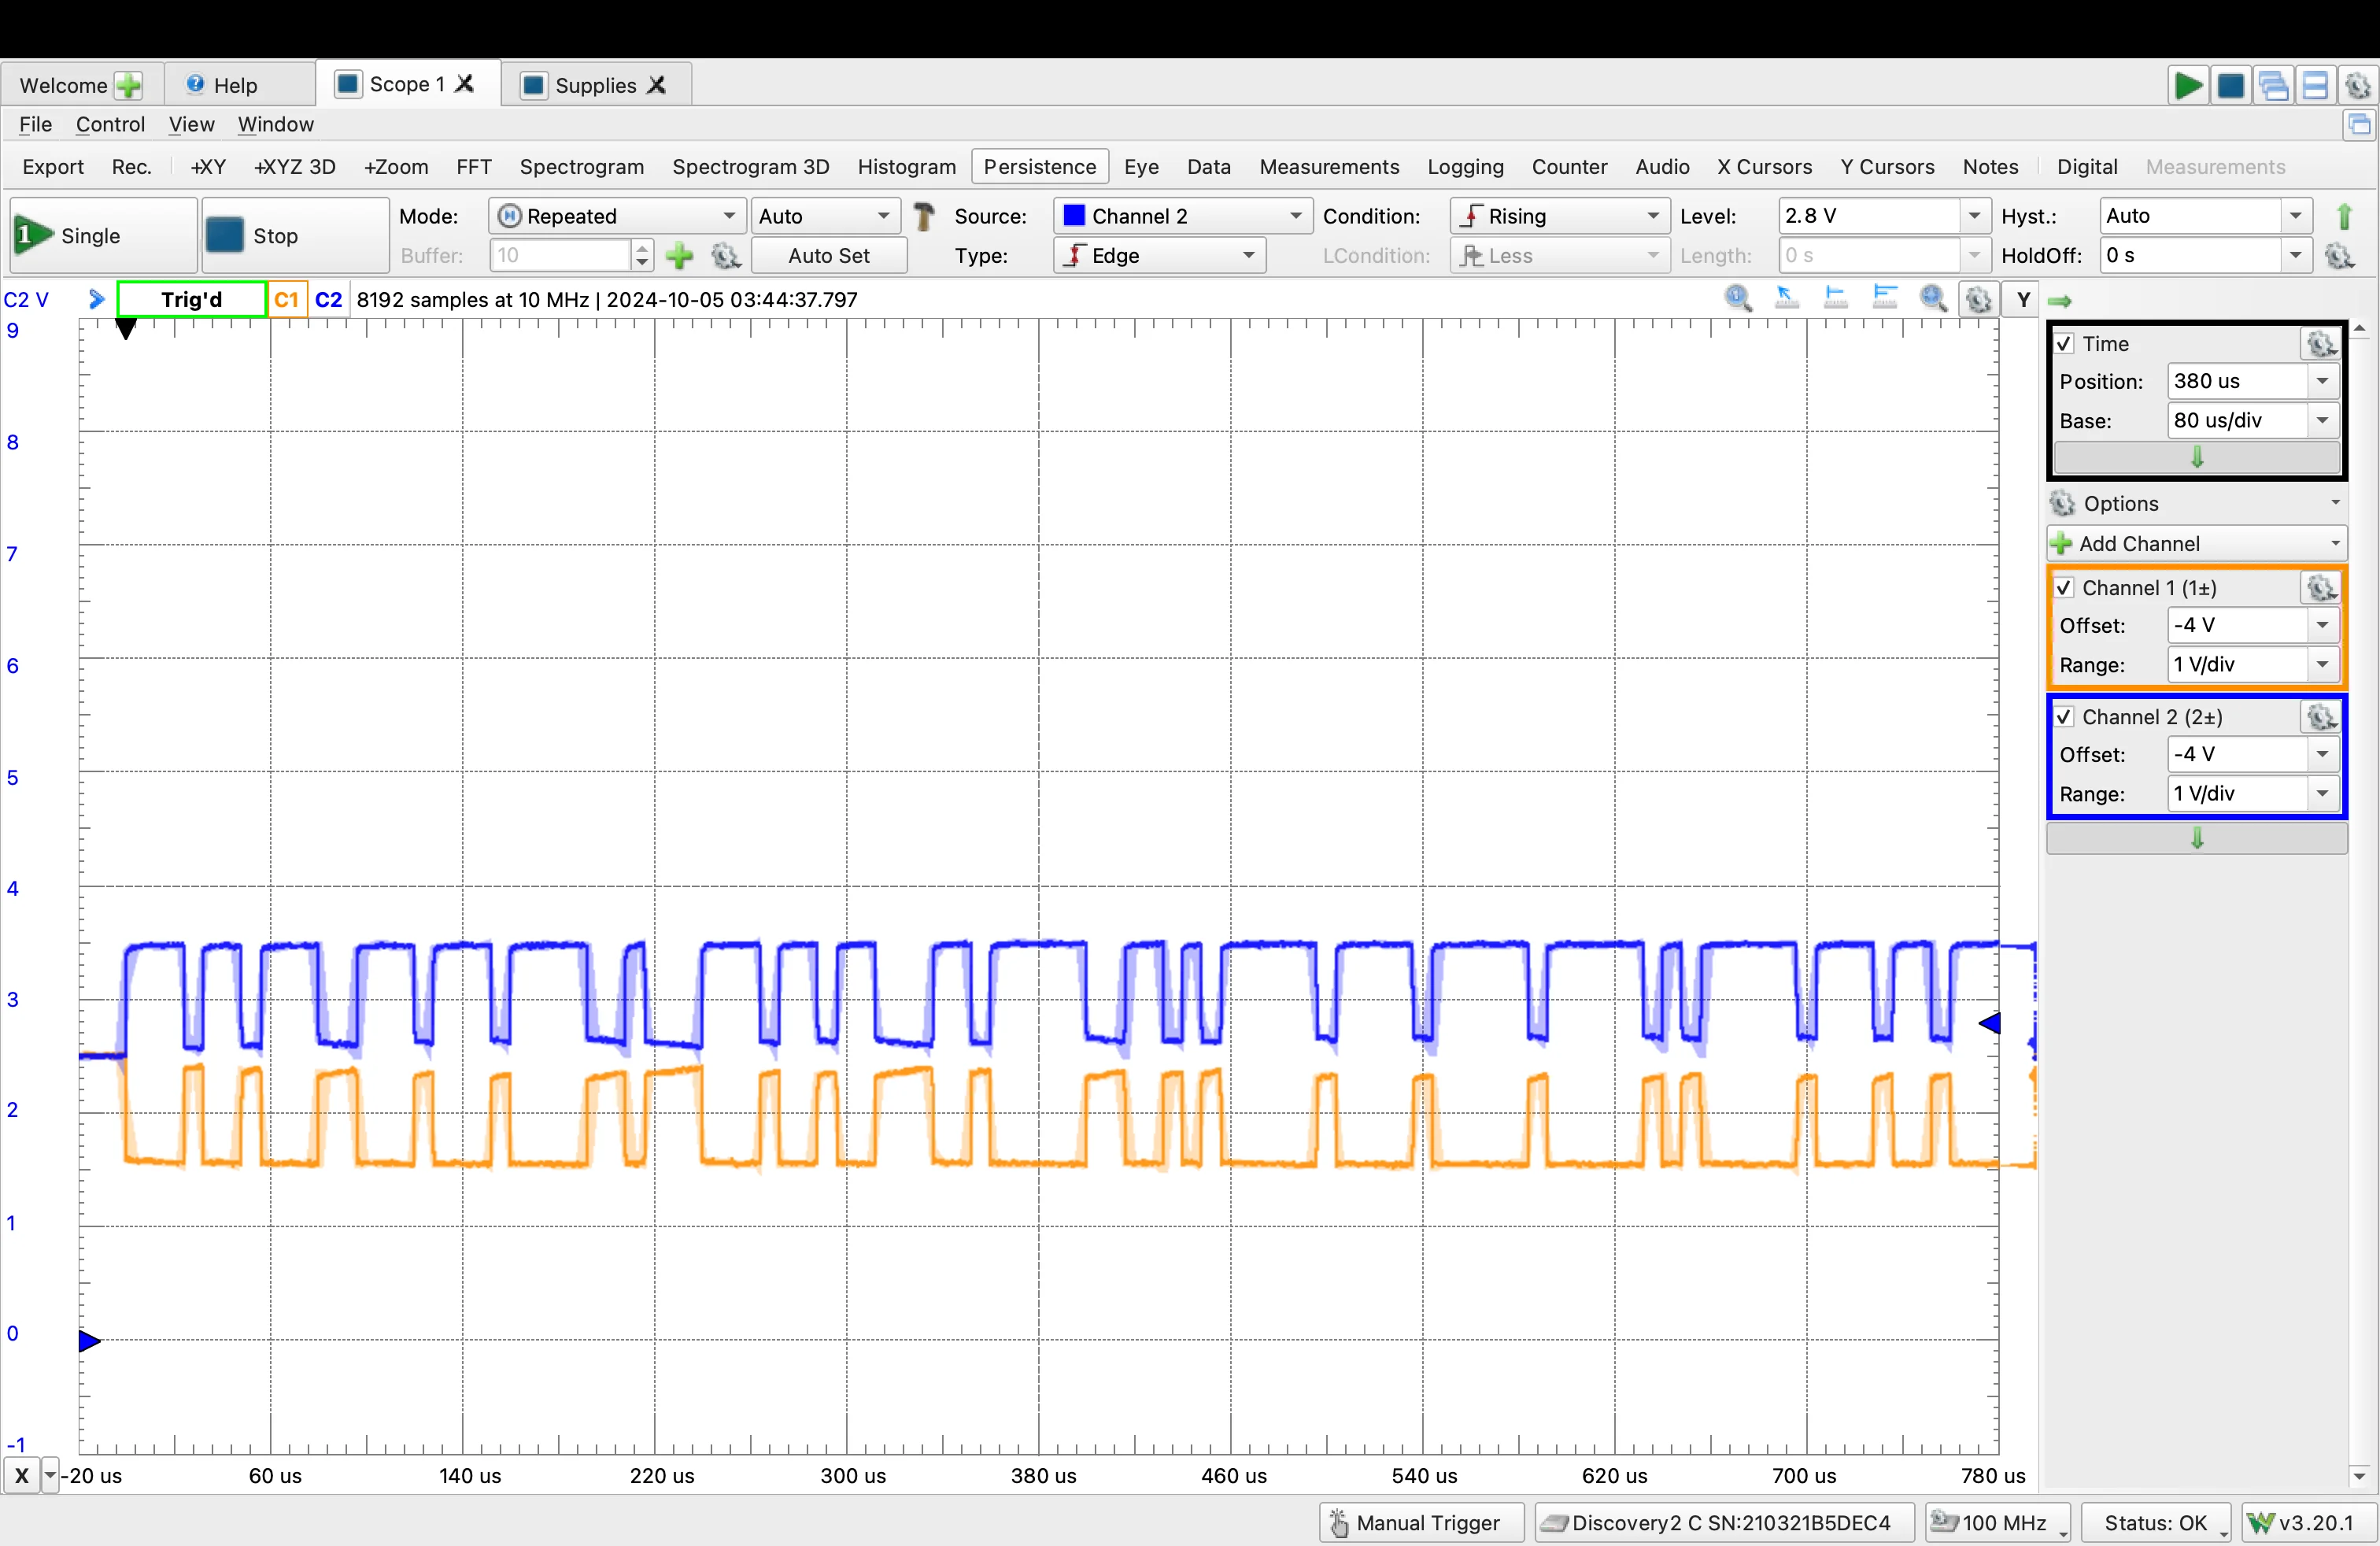 Welcome Help Scope 1 Supplies
File Control View Window
Export Rec. +XY +XYZ 3D +Zoom FFT Spectrogram Spectrogram 3D Histogram Persistence Eye Data Measurements Logging Counter Audio X Cursors Y Cursors Notes Digital Measurements
1 Single Stop Mode: Repeated Auto Source: Channel 2 Condition: Rising Level: 2.8 V Hyst.: Auto
Buffer: 10 Auto Set Type: Edge LCondition: Less Length: 0 s HoldOff: 0 s
C2 V Trig'd C1 C2 8192 samples at 10 MHz | 2024-10-05 03:44:37.797 Y
9
8
7
6
5
4
3
2
1
0
-1
X -20 us 60 us 140 us 220 us 300 us 380 us 460 us 540 us 620 us 700 us 780 us
Time
Position: 380 us
Base: 80 us/div
Options
Add Channel
Channel 1 (1±)
Offset: -4 V
Range: 1 V/div
Channel 2 (2±)
Offset: -4 V
Range: 1 V/div
Manual Trigger Discovery2 C SN:210321B5DEC4 100 MHz Status: OK v3.20.1